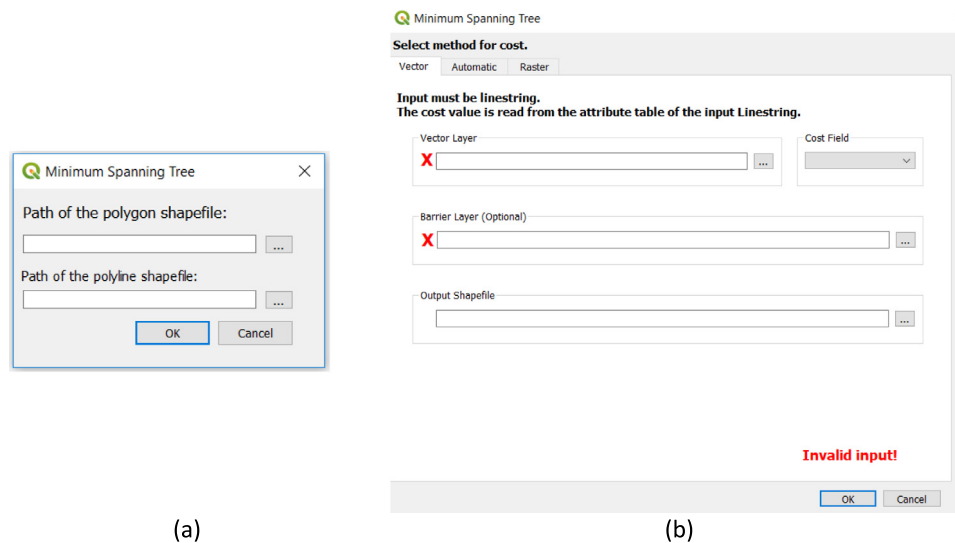 Minimum Spanning Tree
Path of the polygon shapefile:
...
Path of the polyline shapefile:
...
OK Cancel
(a)
Minimum Spanning Tree
Select method for cost.
Vector Automatic Raster
Input must be linestring.
The cost value is read from the attribute table of the input Linestring.
Vector Layer Cost Field
X ...
Barrier Layer (Optional)
X ...
Output Shapefile
...
Invalid input!
OK Cancel
(b)